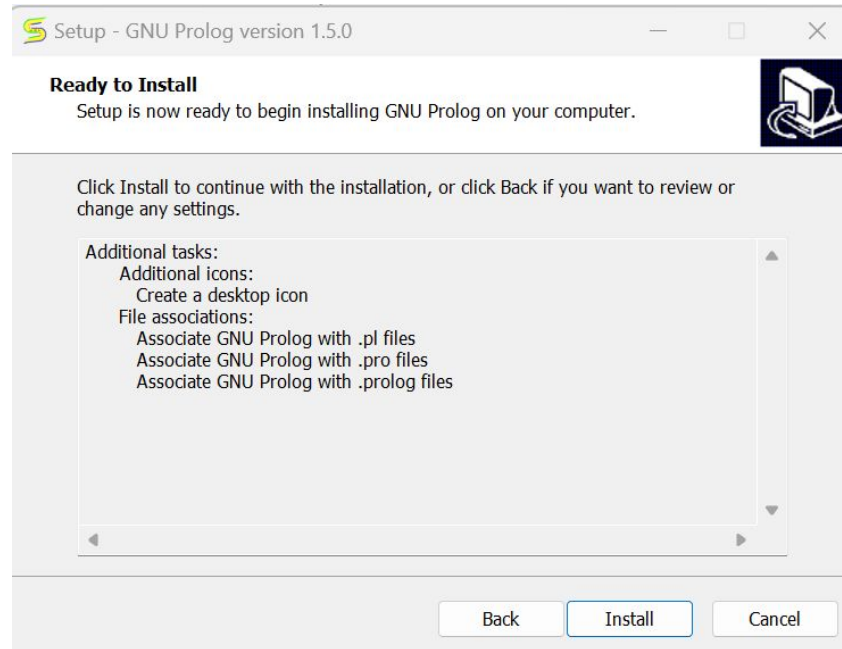 Setup - GNU Prolog version 1.5.0
Ready to Install
Setup is now ready to begin installing GNU Prolog on your computer.
Click Install to continue with the installation, or click Back if you want to review or
change any settings.
Additional tasks:
Additional icons:
Create a desktop icon
File associations:
Associate GNU Prolog with .pl files
Associate GNU Prolog with .pro files
Associate GNU Prolog with .prolog files
Back Install Cancel